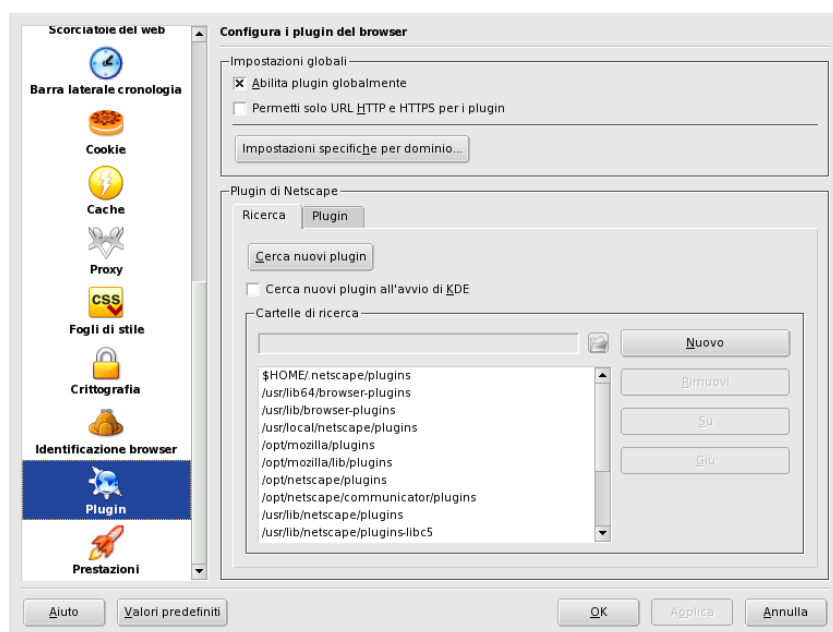 Scorciatoie del web
Barra laterale cronologia
Cookie
Cache
Proxy
CSS
Fogli di stile
Crittografia
Identificazione browser
Plugin
Prestazioni
Configura i plugin del browser
Impostazioni globali
Abilita plugin globalmente
Permetti solo URL HTTP e HTTPS per i plugin
Impostazioni specifiche per dominio...
Plugin di Netscape
Ricerca Plugin
Cerca nuovi plugin
Cerca nuovi plugin all'avvio di KDE
Cartelle di ricerca
Nuovo
$HOME/.netscape/plugins
/usr/lib64/browser-plugins
/usr/lib/browser-plugins
/usr/local/netscape/plugins
/opt/mozilla/plugins
/opt/mozilla/lib/plugins
/opt/netscape/plugins
/opt/netscape/communicator/plugins
/usr/lib/netscape/plugins
/usr/lib/netscape/plugins-libc5
Rimuovi
Su
Giù
Aiuto Valori predefiniti OK Applica Annulla